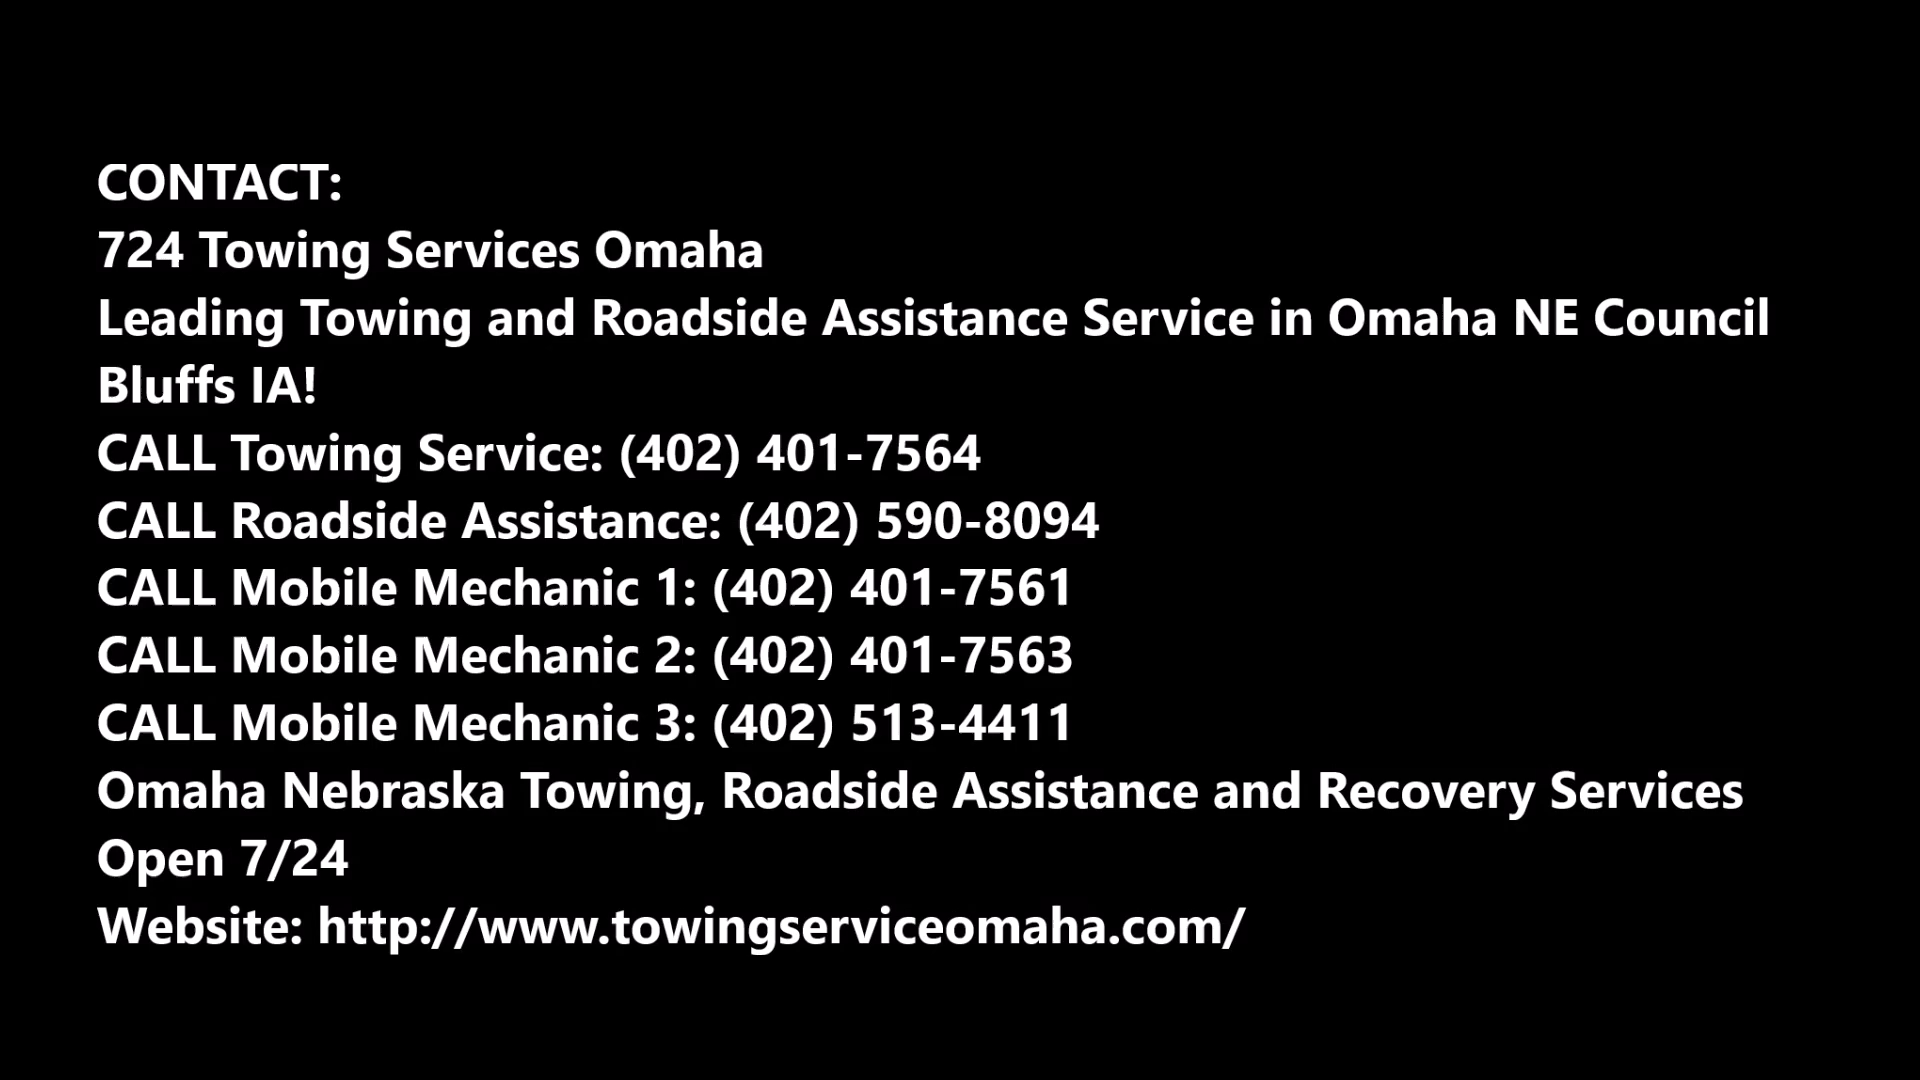 CONTACT:
724 Towing Services Omaha
Leading Towing and Roadside Assistance Service in Omaha NE Council
Bluffs IA!
CALL Towing Service: (402) 401-7564
CALL Roadside Assistance: (402) 590-8094
CALL Mobile Mechanic 1: (402) 401-7561
CALL Mobile Mechanic 2: (402) 401-7563
CALL Mobile Mechanic 3: (402) 513-4411
Omaha Nebraska Towing, Roadside Assistance and Recovery Services
Open 7/24
Website: http://www.towingserviceomaha.com/